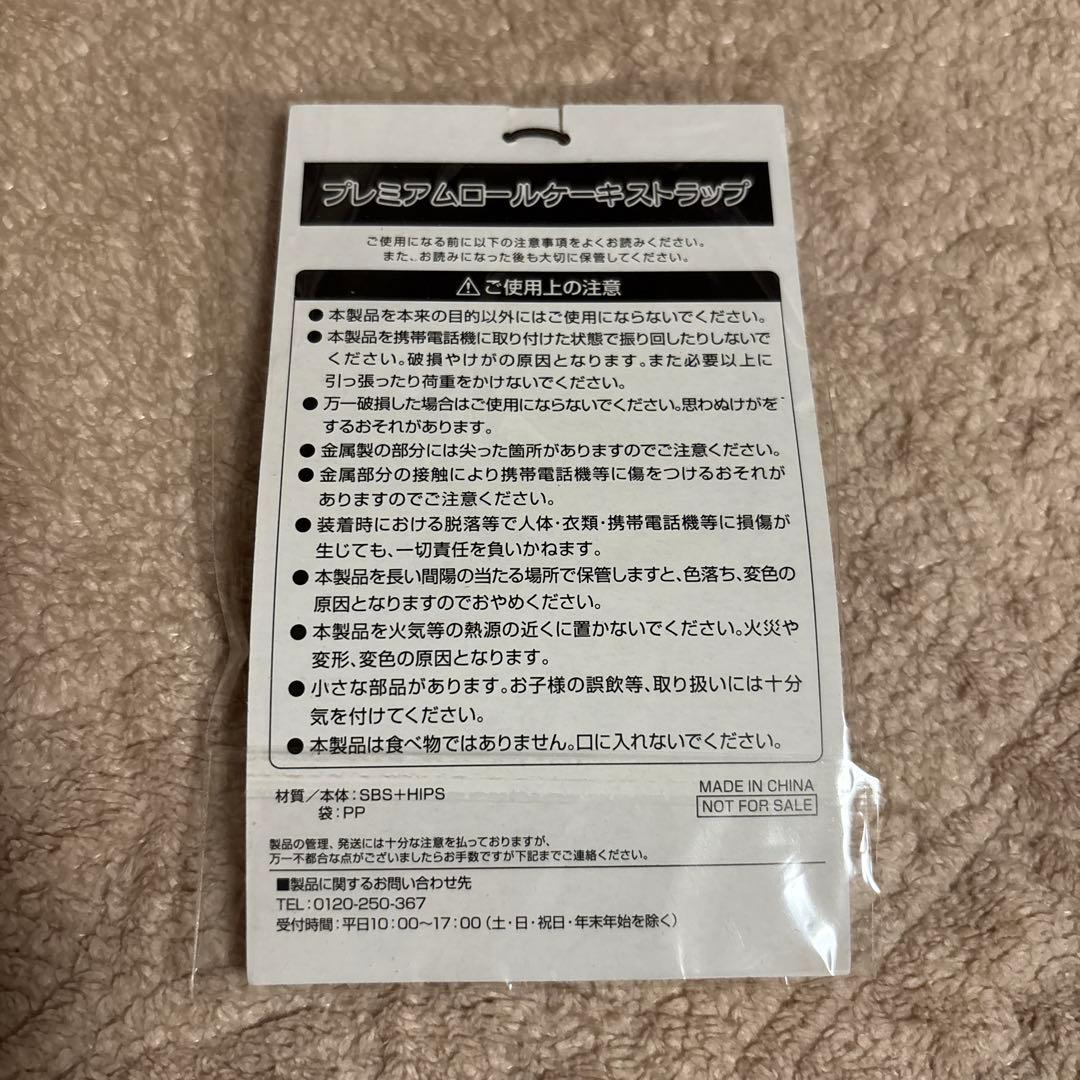 プレミアムロールケーキストラップ
ご使用になる前に以下の注意事項をよくお読みください。
また、お読みになった後も大切に保管してください。
⚠ご使用上の注意
●本製品を本来の目的以外にはご使用にならないでください。
●本製品を携帯電話機に取り付けた状態で振り回したりしないで
ください。破損やけがの原因となります。また必要以上に
引っ張ったり荷重をかけないでください。
●万一破損した場合はご使用にならないでください。思わぬけがを
するおそれがあります。
●金属製の部分には尖った箇所がありますのでご注意ください。
●金属部分の接触により携帯電話機等に傷をつけるおそれが
ありますのでご注意ください。
●装着時における脱落等で人体・衣類・携帯電話機等に損傷が
生じても、一切責任を負いかねます。
●本製品を長い間陽の当たる場所で保管しますと、色落ち、変色の
原因となりますのでおやめください。
●本製品を火気等の熱源の近くに置かないでください。火災や
変形、変色の原因となります。
●小さな部品があります。お子様の誤飲等、取り扱いには十分
気を付けてください。
●本製品は食べ物ではありません。口に入れないでください。
材質／本体：SBS＋HIPS
袋：PP
MADE IN CHINA
NOT FOR SALE
製品の管理、発送には十分な注意を払っておりますが、
万一不都合な点がございましたらお手数ですが下記までご連絡ください。
■製品に関するお問い合わせ先
TEL：0120-250-367
受付時間：平日10：00～17：00（土・日・祝日・年末年始を除く）